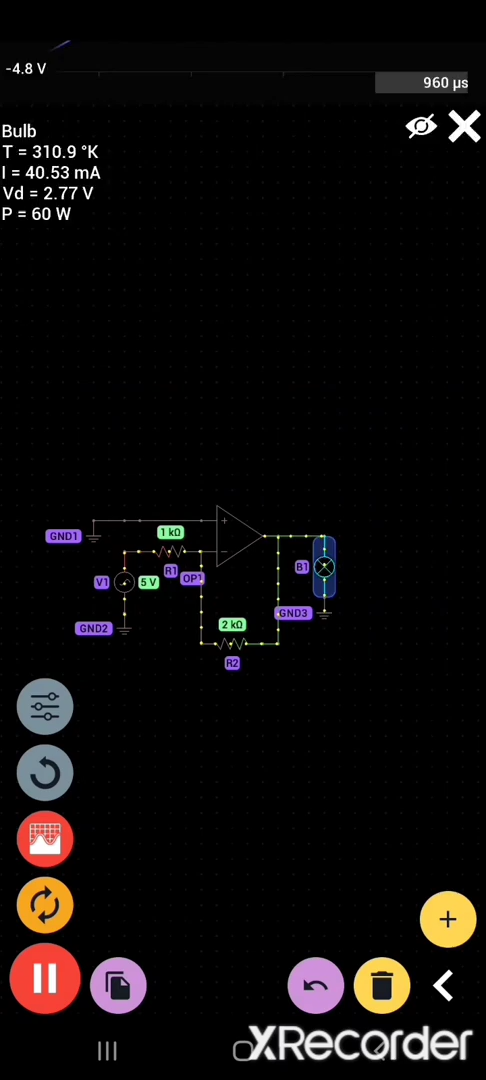 -4.8 V
960 µs
Bulb
T = 310.9 °K
I = 40.53 mA
Vd = 2.77 V
P = 60 W
1 kΩ
GND1
+
−
R1
OP1
B1
V1
5 V
GND3
2 kΩ
GND2
R2
XRecorder